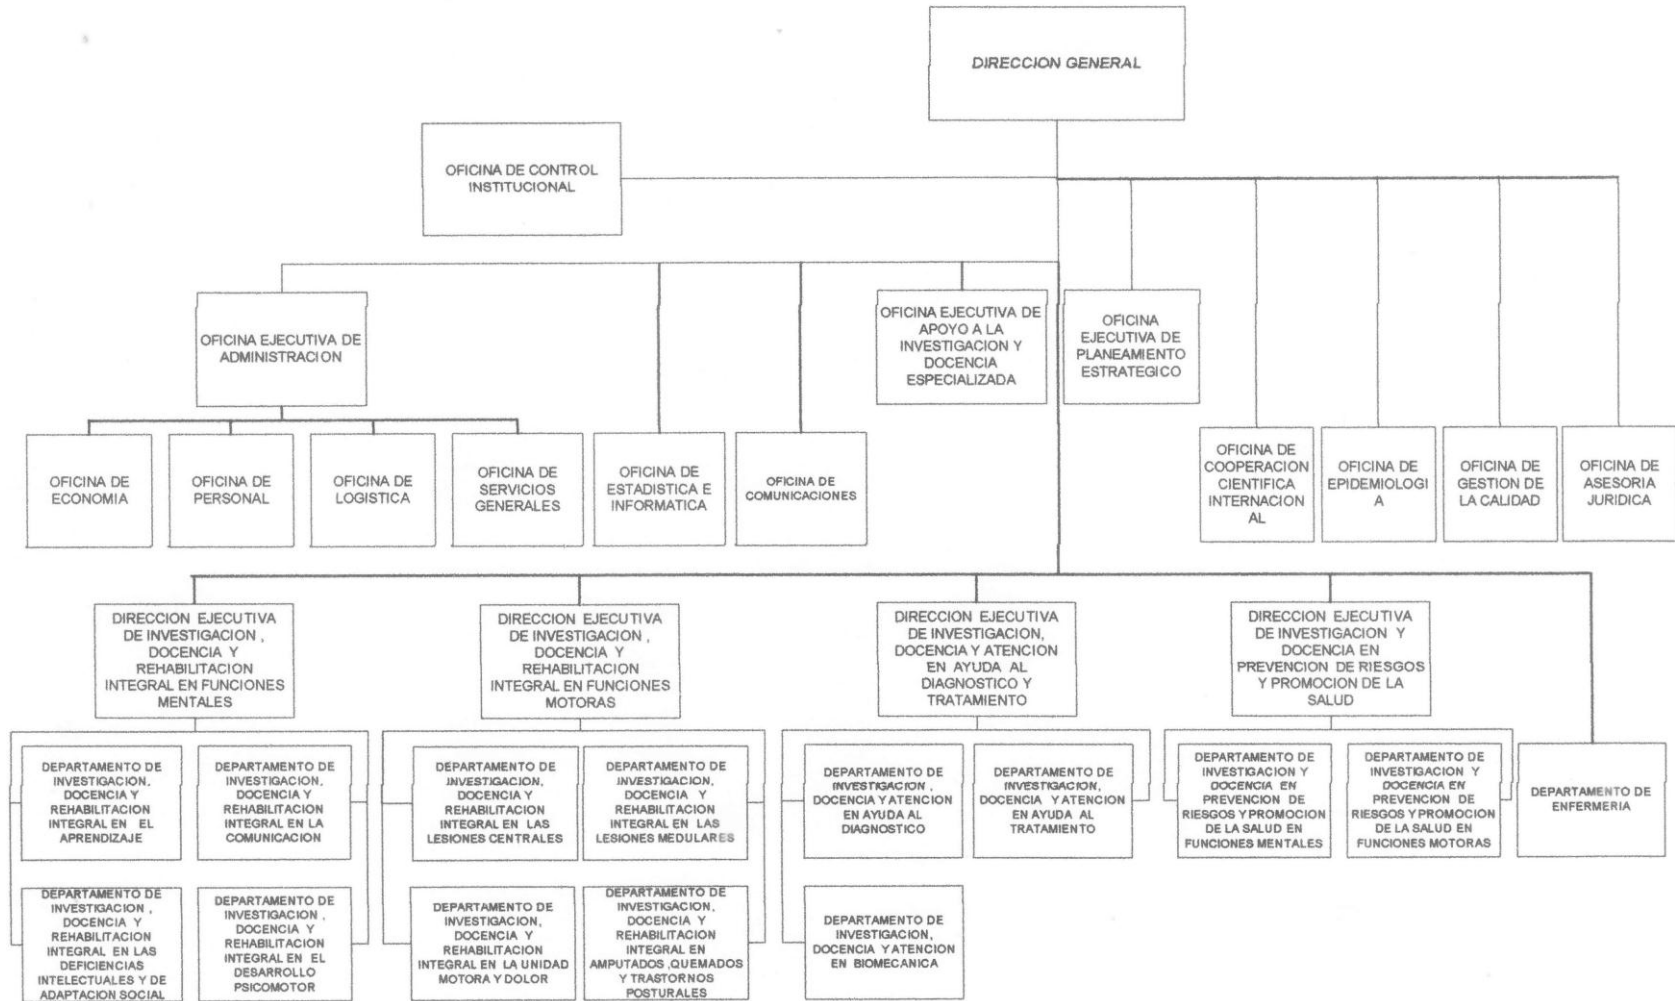 DIRECCION GENERAL
OFICINA DE CONTROL
INSTITUCIONAL
OFICINA EJECUTIVA DE
ADMINISTRACION
OFICINA EJECUTIVA DE
APOYO A LA
INVESTIGACION Y
DOCENCIA
ESPECIALIZADA
OFICINA
EJECUTIVA DE
PLANEAMIENTO
ESTRATEGICO
OFICINA DE
ECONOMIA
OFICINA DE
PERSONAL
OFICINA DE
LOGISTICA
OFICINA DE
SERVICIOS
GENERALES
OFICINA DE
ESTADISTICA E
INFORMATICA
OFICINA DE
COMUNICACIONES
OFICINA DE
COOPERACION
CIENTIFICA
INTERNACION
AL
OFICINA DE
EPIDEMIOLOGI
A
OFICINA DE
GESTION DE
LA CALIDAD
OFICINA DE
ASESORIA
JURIDICA
DIRECCION EJECUTIVA
DE INVESTIGACION ,
DOCENCIA Y
REHABILITACION
INTEGRAL EN FUNCIONES
MENTALES
DIRECCION EJECUTIVA
DE INVESTIGACION ,
DOCENCIA Y
REHABILITACION
INTEGRAL EN FUNCIONES
MOTORAS
DIRECCION EJECUTIVA
DE INVESTIGACION,
DOCENCIA Y ATENCION
EN AYUDA AL
DIAGNOSTICO Y
TRATAMIENTO
DIRECCION EJECUTIVA
DE INVESTIGACION Y
DOCENCIA EN
PREVENCION DE RIESGOS
Y PROMOCION DE LA
SALUD
DEPARTAMENTO DE
INVESTIGACION,
DOCENCIA Y
REHABILITACION
INTEGRAL EN EL
APRENDIZAJE
DEPARTAMENTO DE
INVESTIGACION,
DOCENCIA Y
REHABILITACION
INTEGRAL EN LA
COMUNICACION
DEPARTAMENTO DE
INVESTIGACION,
DOCENCIA Y
REHABILITACION
INTEGRAL EN LAS
LESIONES CENTRALES
DEPARTAMENTO DE
INVESTIGACION,
DOCENCIA Y
REHABILITACION
INTEGRAL EN LAS
LESIONES MEDULARES
DEPARTAMENTO DE
INVESTIGACION ,
DOCENCIA Y ATENCION
EN AYUDA AL
DIAGNOSTICO
DEPARTAMENTO DE
INVESTIGACION,
DOCENCIA Y ATENCION
EN AYUDA AL
TRATAMIENTO
DEPARTAMENTO DE
INVESTIGACION Y
DOCENCIA EN
PREVENCION DE
RIESGOS Y PROMOCION
DE LA SALUD EN
FUNCIONES MENTALES
DEPARTAMENTO DE
INVESTIGACION Y
DOCENCIA EN
PREVENCION DE
RIESGOS Y PROMOCION
DE LA SALUD EN
FUNCIONES MOTORAS
DEPARTAMENTO DE
ENFERMERIA
DEPARTAMENTO DE
INVESTIGACION ,
DOCENCIA Y
REHABILITACION
INTEGRAL EN LAS
DEFICIENCIAS
INTELECTUALES Y DE
ADAPTACION SOCIAL
DEPARTAMENTO DE
INVESTIGACION ,
DOCENCIA Y
REHABILITACION
INTEGRAL EN EL
DESARROLLO
PSICOMOTOR
DEPARTAMENTO DE
INVESTIGACION,
DOCENCIA Y
REHABILITACION
INTEGRAL EN LA UNIDAD
MOTORA Y DOLOR
DEPARTAMENTO DE
INVESTIGACION,
DOCENCIA Y
REHABILITACION
INTEGRAL EN
AMPUTADOS ,QUEMADOS
Y TRASTORNOS
POSTURALES
DEPARTAMENTO DE
INVESTIGACION,
DOCENCIA Y ATENCION
EN BIOMECANICA